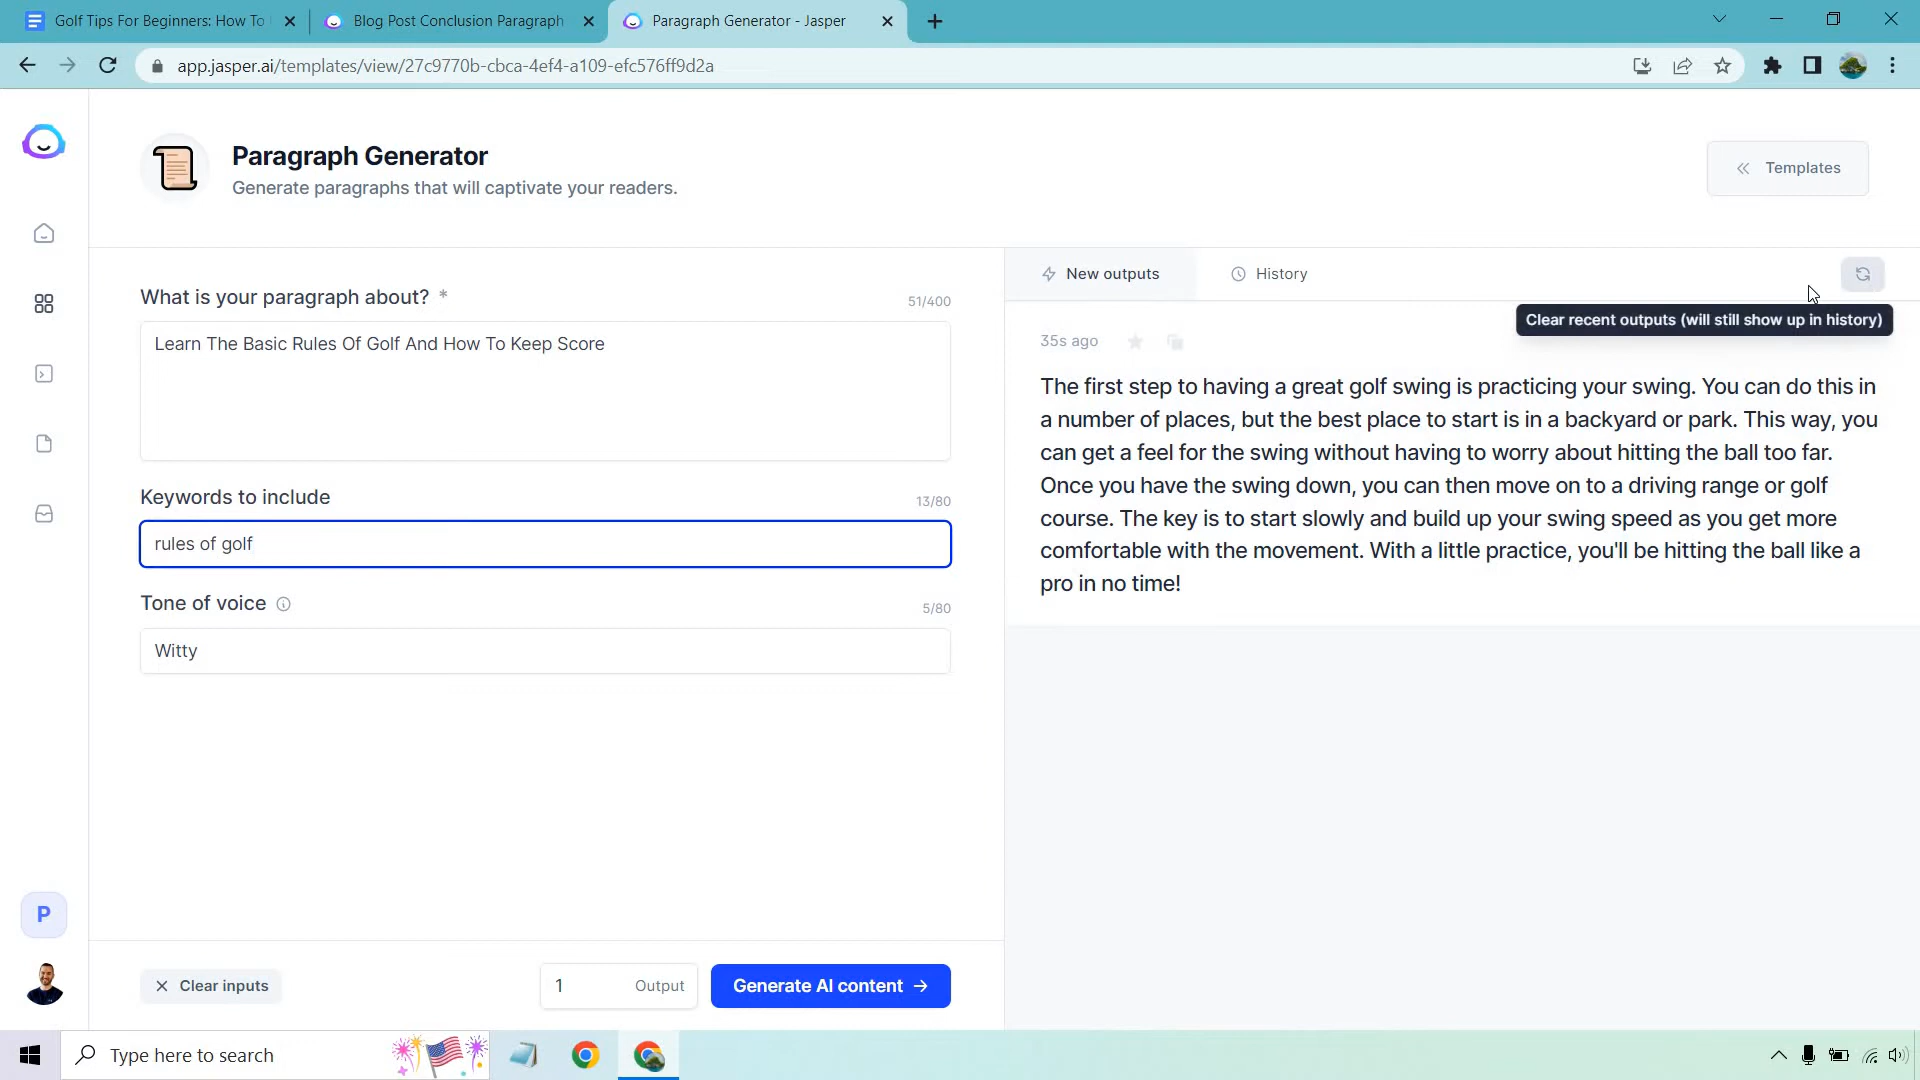 Golf Tips For Beginners: How To
Blog Post Conclusion Paragraph
Paragraph Generator - Jasper
app.jasper.ai/templates/view/27c9770b-cbca-4ef4-a109-efc576ff9d2a
Paragraph Generator
Generate paragraphs that will captivate your readers.
Templates
What is your paragraph about? *
51/400
Learn The Basic Rules Of Golf And How To Keep Score
Keywords to include
13/80
rules of golf
Tone of voice
5/80
Witty
Clear inputs
1
Output
Generate AI content →
New outputs
History
Clear recent outputs (will still show up in history)
35s ago
The first step to having a great golf swing is practicing your swing. You can do this in
a number of places, but the best place to start is in a backyard or park. This way, you
can get a feel for the swing without having to worry about hitting the ball too far.
Once you have the swing down, you can then move on to a driving range or golf
course. The key is to start slowly and build up your swing speed as you get more
comfortable with the movement. With a little practice, you'll be hitting the ball like a
pro in no time!
P
Type here to search